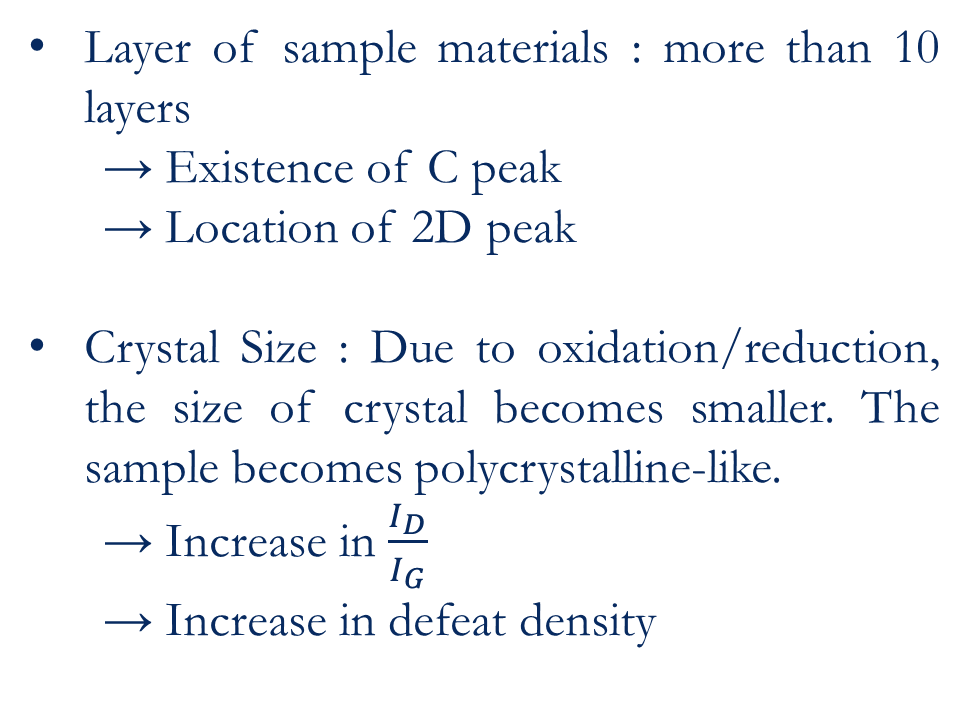 • Layer of sample materials : more than 10
layers
→ Existence of C peak
→ Location of 2D peak
• Crystal Size : Due to oxidation/reduction,
the size of crystal becomes smaller. The
sample becomes polycrystalline-like.
→ Increase in I_D/I_G
→ Increase in defeat density